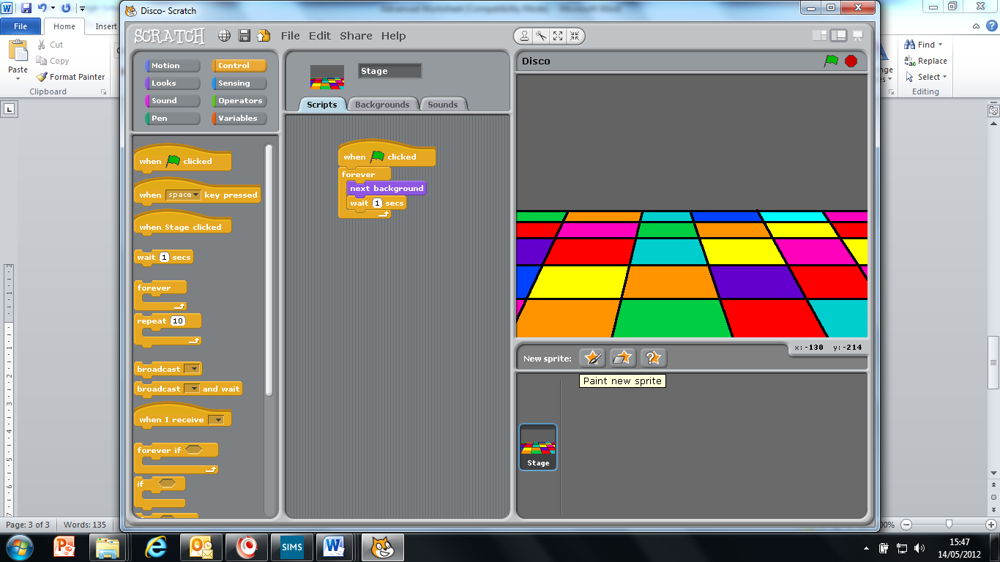 Disco- Scratch
File
Home
Insert
Cut
Copy
Paste
Format Painter
Clipboard
SCRATCH
File Edit Share Help
Find
Replace
Select
Editing
Motion
Control
Looks
Sensing
Sound
Operators
Pen
Variables
Stage
Scripts
Backgrounds
Sounds
Disco
when clicked
when space key pressed
when Stage clicked
wait 1 secs
forever
repeat 10
broadcast
broadcast and wait
when I receive
forever if
if
when clicked
forever
next background
wait 1 secs
x: -130 y: -214
New sprite:
Paint new sprite
Stage
Page: 3 of 3
Words: 135
SIMS
15:47
14/05/2012